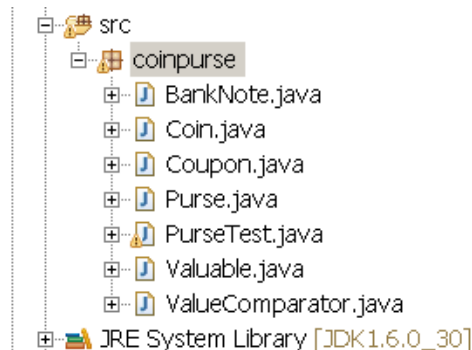 src
coinpurse
BankNote.java
Coin.java
Coupon.java
Purse.java
PurseTest.java
Valuable.java
ValueComparator.java
JRE System Library [JDK1.6.0_30]